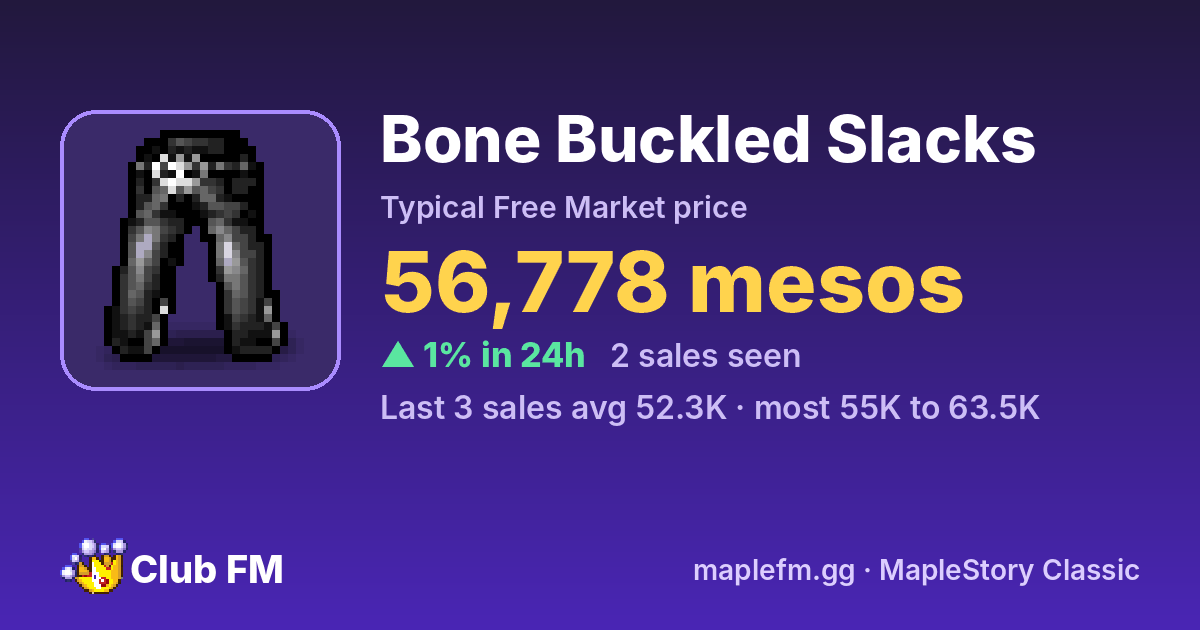 Bone Buckled Slacks
Typical Free Market price
56,778 mesos
▲ 1% in 24h 2 sales seen
Last 3 sales avg 52.3K · most 55K to 63.5K
Club FM
maplefm.gg · MapleStory Classic